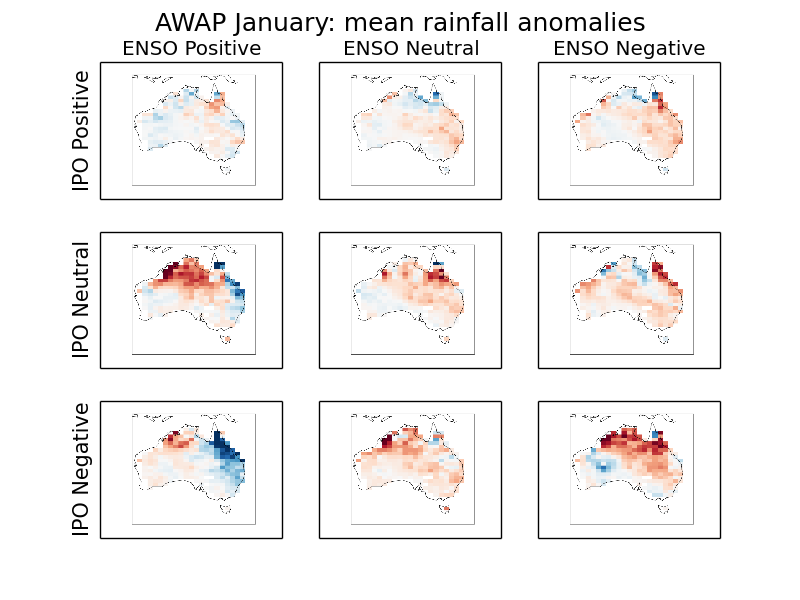 AWAP January: mean rainfall anomalies
ENSO Positive
ENSO Neutral
ENSO Negative
IPO Positive
IPO Neutral
IPO Negative